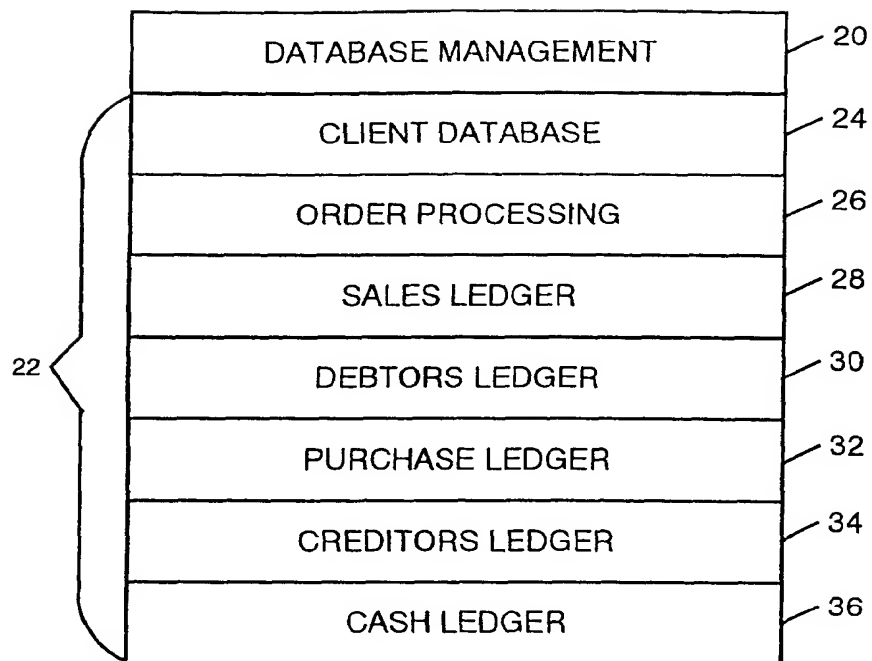 DATABASE MANAGEMENT 20
CLIENT DATABASE 24
ORDER PROCESSING 26
SALES LEDGER 28
22 DEBTORS LEDGER 30
PURCHASE LEDGER 32
CREDITORS LEDGER 34
CASH LEDGER 36